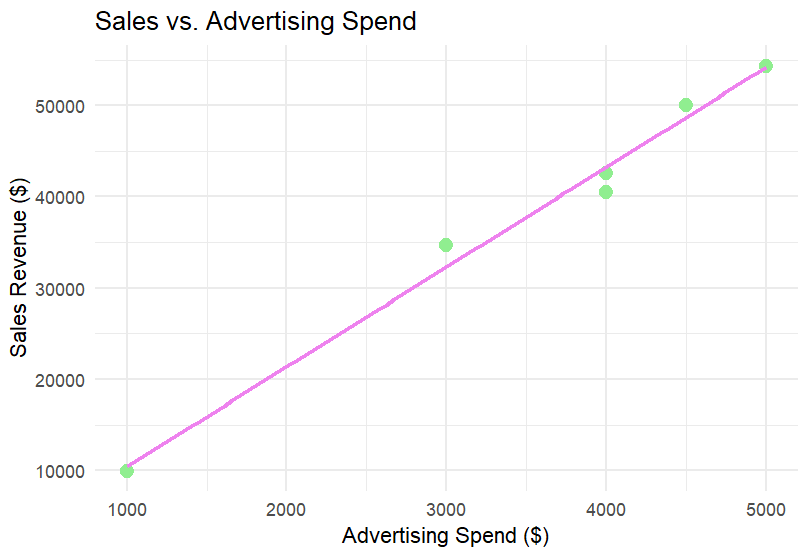 Sales vs. Advertising Spend
Sales Revenue ($)
50000
40000
30000
20000
10000
1000 2000 3000 4000 5000
Advertising Spend ($)